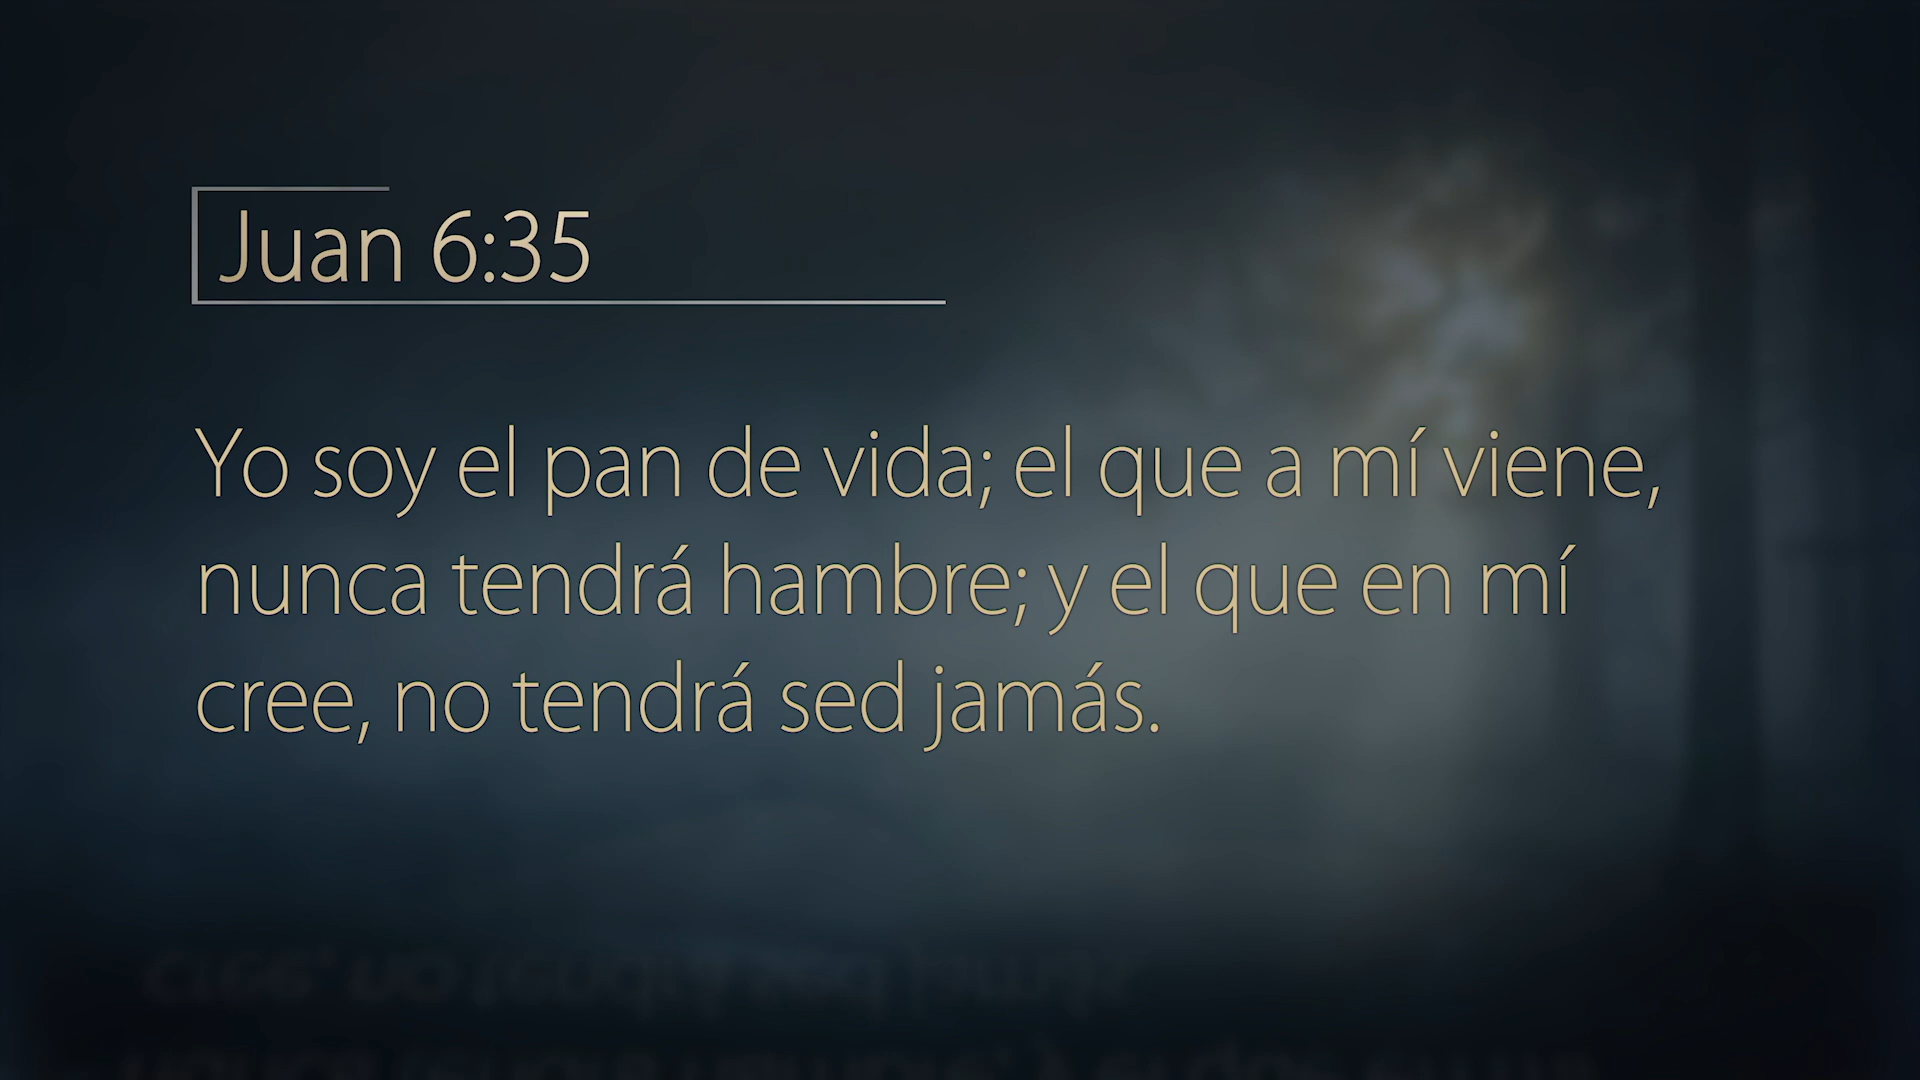 Juan 6:35
Yo soy el pan de vida; el que a mí viene,
nunca tendrá hambre; y el que en mí
cree, no tendrá sed jamás.